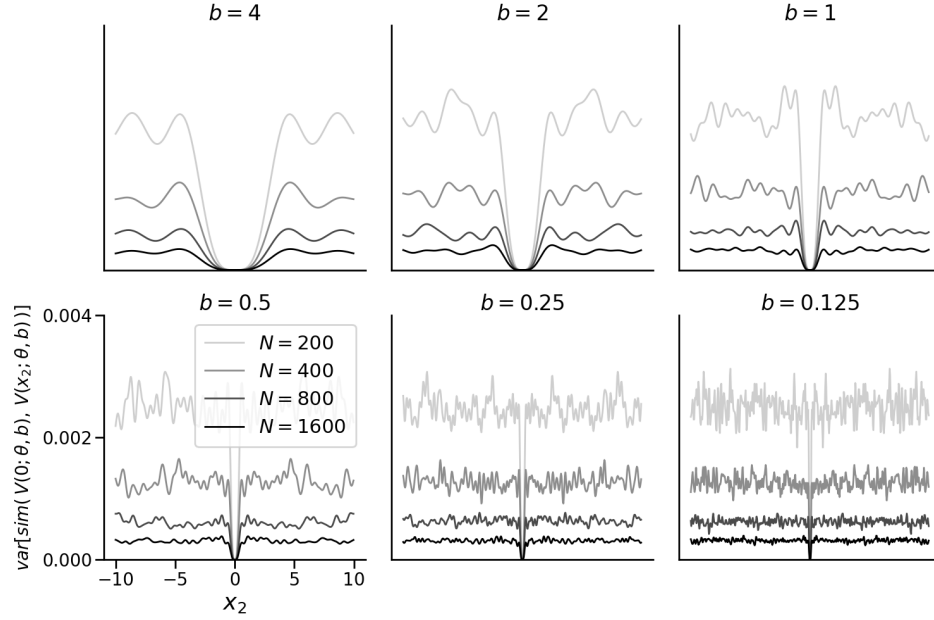 b = 4
b = 2
b = 1
b = 0.5
b = 0.25
b = 0.125
var[sim( V(0; θ, b), V(x₂; θ, b) )]
0.004
0.002
0.000
N = 200
N = 400
N = 800
N = 1600
−10 −5 0 5 10
x₂